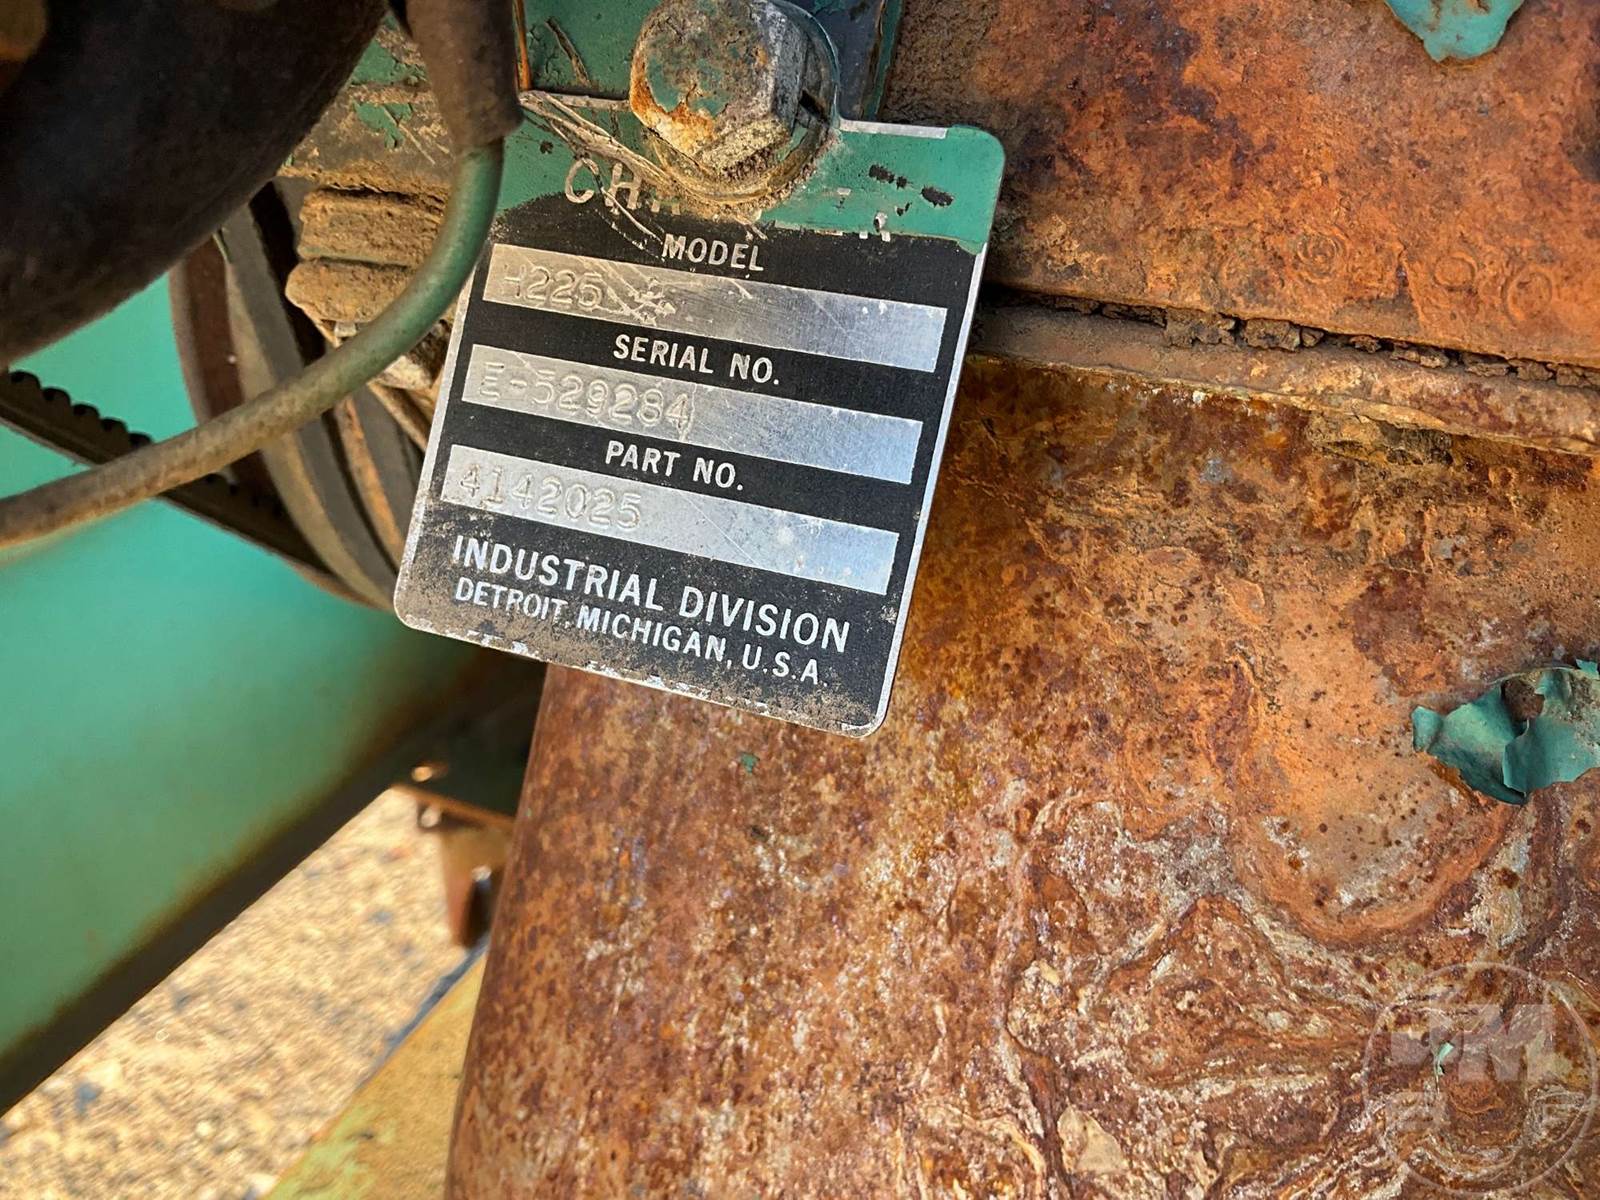 MODEL
H225
SERIAL NO.
E-529284
PART NO.
4142025
INDUSTRIAL DIVISION
DETROIT, MICHIGAN, U.S.A.